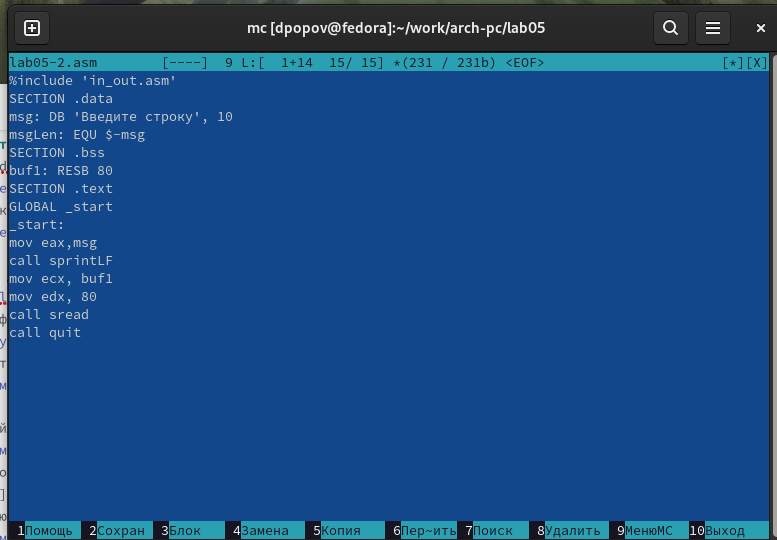 mc [dpopov@fedora]:~/work/arch-pc/lab05
lab05-2.asm [----] 9 L:[ 1+14 15/ 15] *(231 / 231b) <EOF> [*][X]
%include 'in_out.asm'
SECTION .data
msg: DB 'Введите строку', 10
msgLen: EQU $-msg
SECTION .bss
buf1: RESB 80
SECTION .text
GLOBAL _start
_start:
mov eax,msg
call sprintLF
mov ecx, buf1
mov edx, 80
call sread
call quit
1Помощь 2Сохран 3Блок 4Замена 5Копия 6Пер~ить 7Поиск 8Удалить 9МенюМС 10Выход